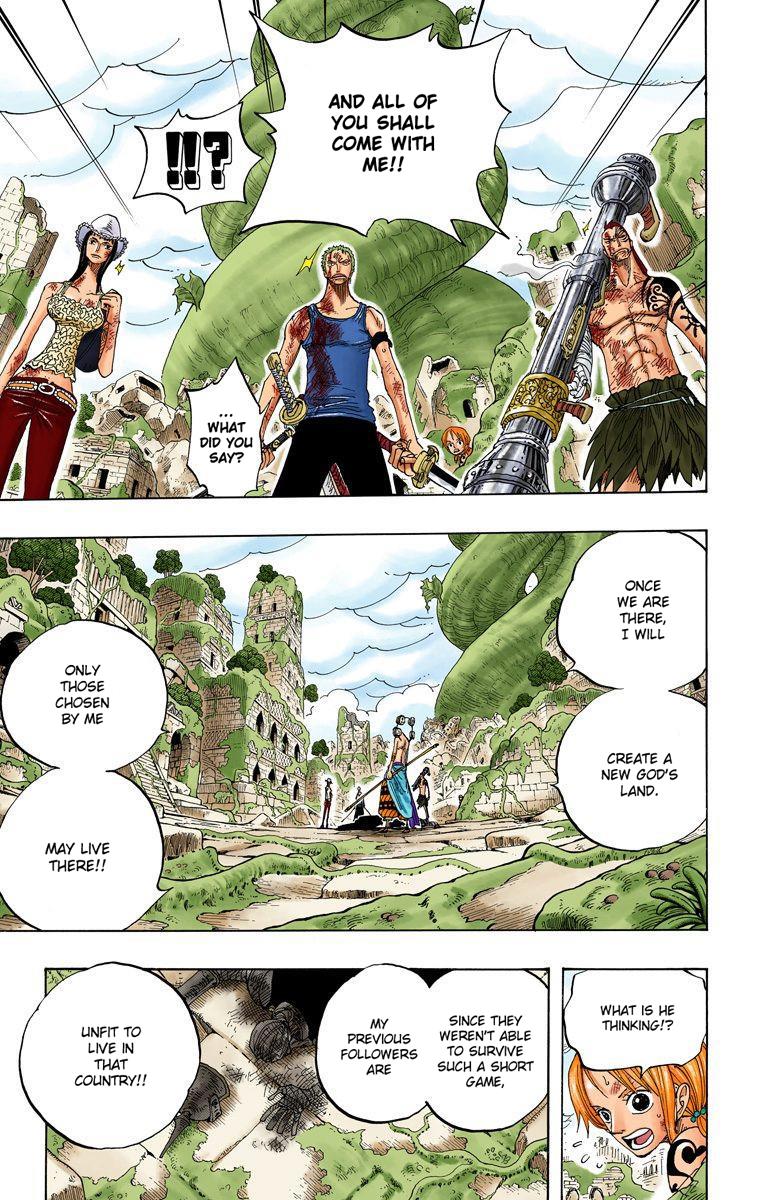 AND ALL OF
YOU SHALL
COME WITH
ME!!
!!?
...
WHAT
DID YOU
SAY?
ONCE
WE ARE
THERE,
I WILL
CREATE A
NEW GOD'S
LAND.
ONLY
THOSE
CHOSEN
BY ME
MAY LIVE
THERE!!
WHAT IS HE
THINKING!?
SINCE THEY
WEREN'T ABLE
TO SURVIVE
SUCH A SHORT
GAME,
MY
PREVIOUS
FOLLOWERS
ARE
UNFIT TO
LIVE IN
THAT
COUNTRY!!